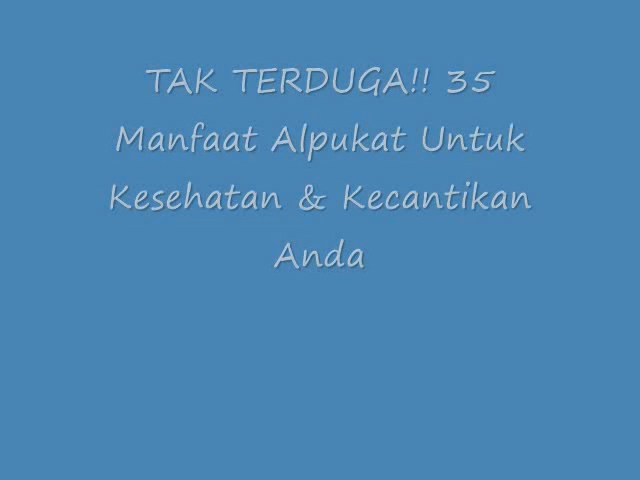 TAK TERDUGA!! 35
Manfaat Alpukat Untuk
Kesehatan & Kecantikan
Anda